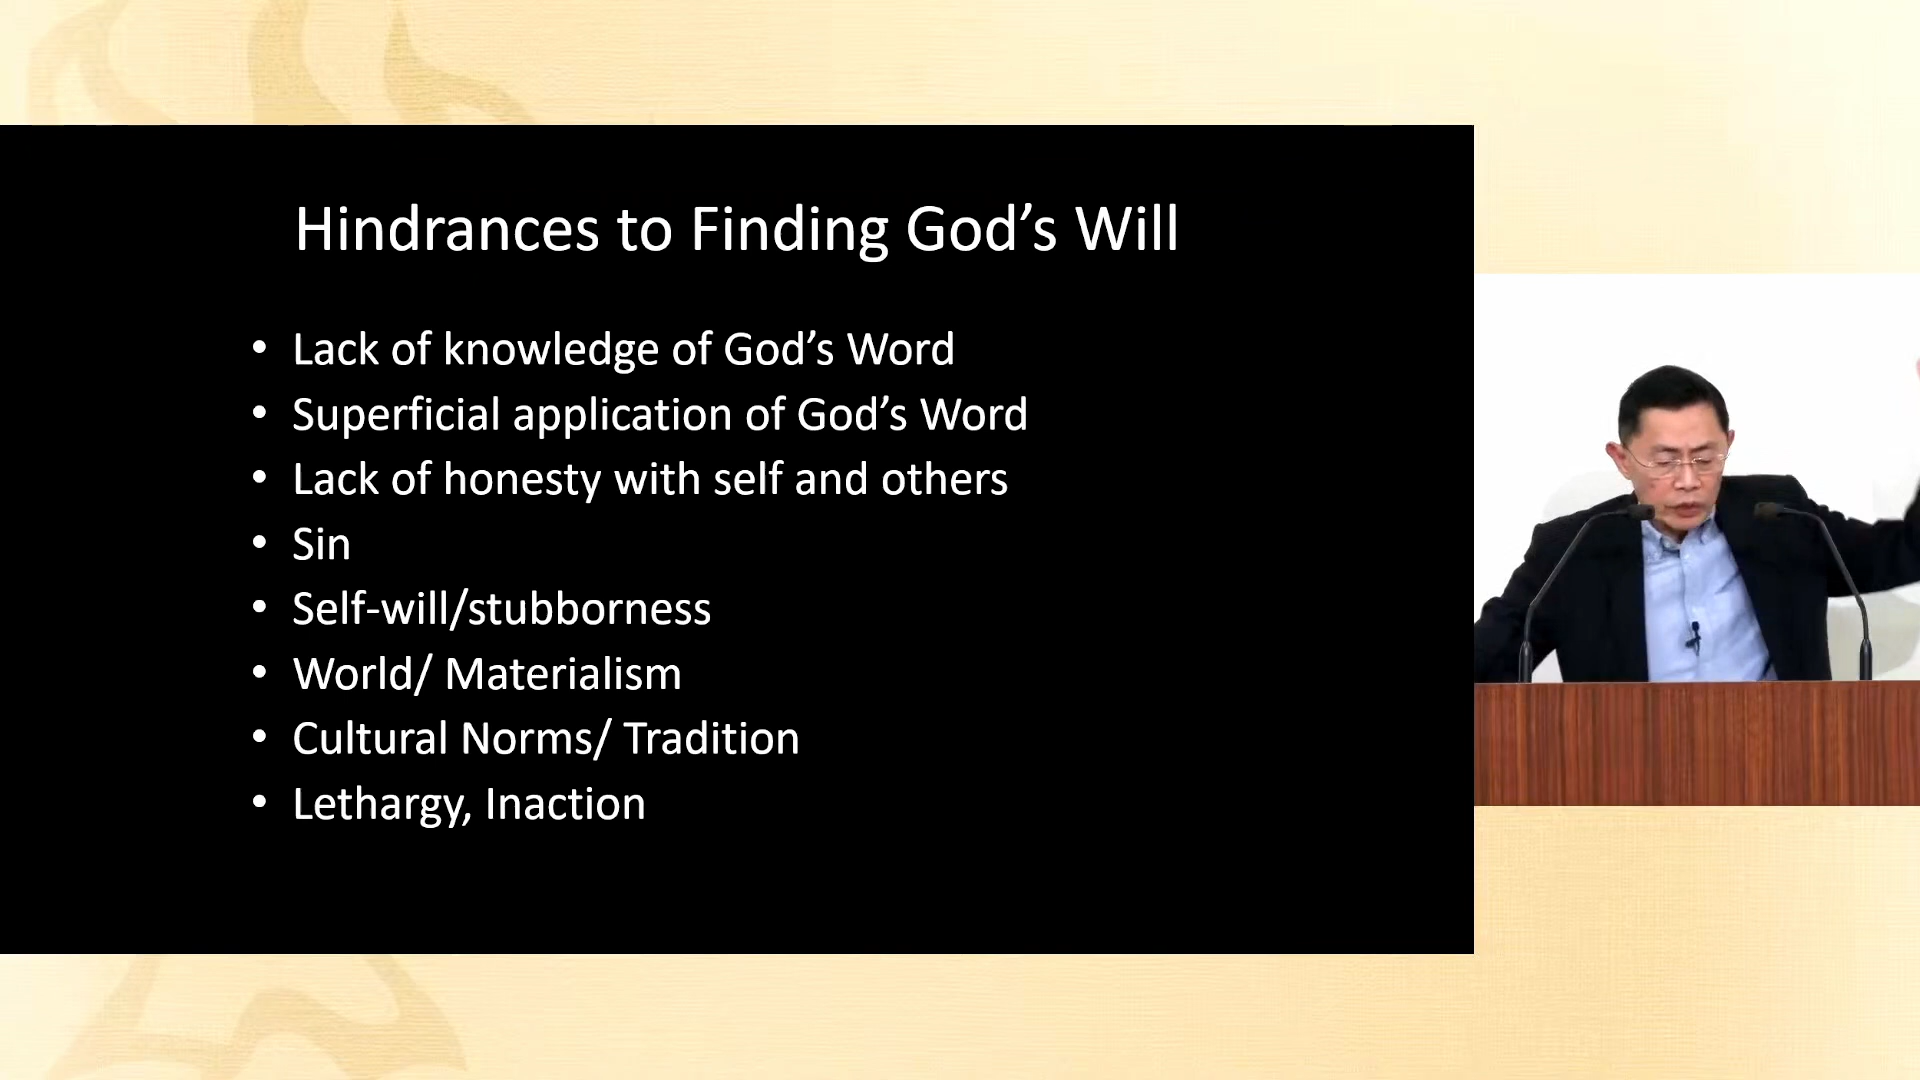 Hindrances to Finding God’s Will
• Lack of knowledge of God’s Word
• Superficial application of God’s Word
• Lack of honesty with self and others
• Sin
• Self-will/stubborness
• World/ Materialism
• Cultural Norms/ Tradition
• Lethargy, Inaction